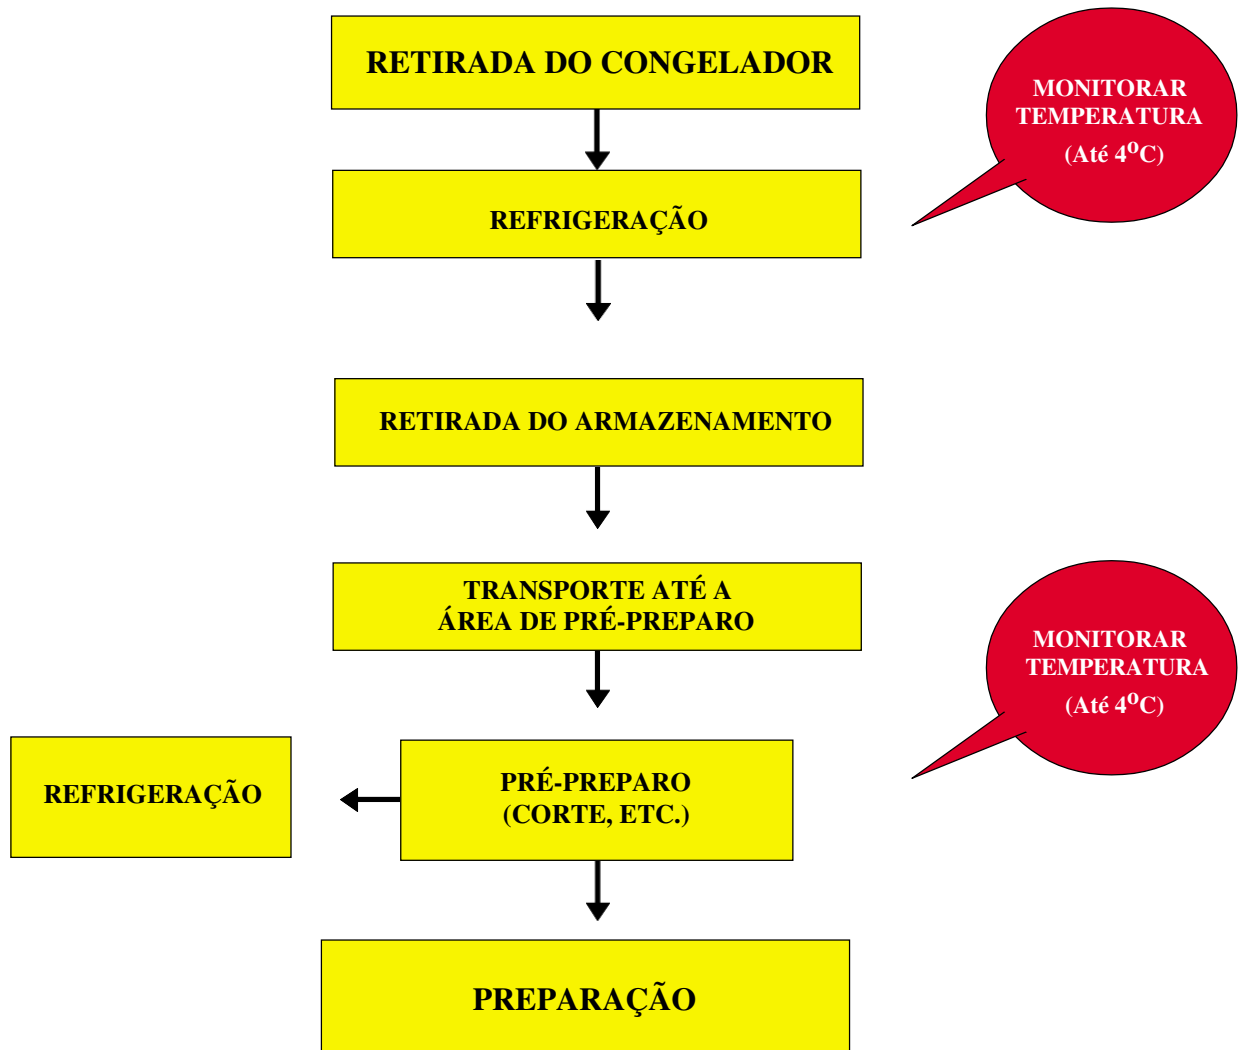 RETIRADA DO CONGELADOR
MONITORAR
TEMPERATURA
(Até 4ºC)
REFRIGERAÇÃO
RETIRADA DO ARMAZENAMENTO
TRANSPORTE ATÉ A
ÁREA DE PRÉ-PREPARO
MONITORAR
TEMPERATURA
(Até 4ºC)
REFRIGERAÇÃO
PRÉ-PREPARO
(CORTE, ETC.)
PREPARAÇÃO